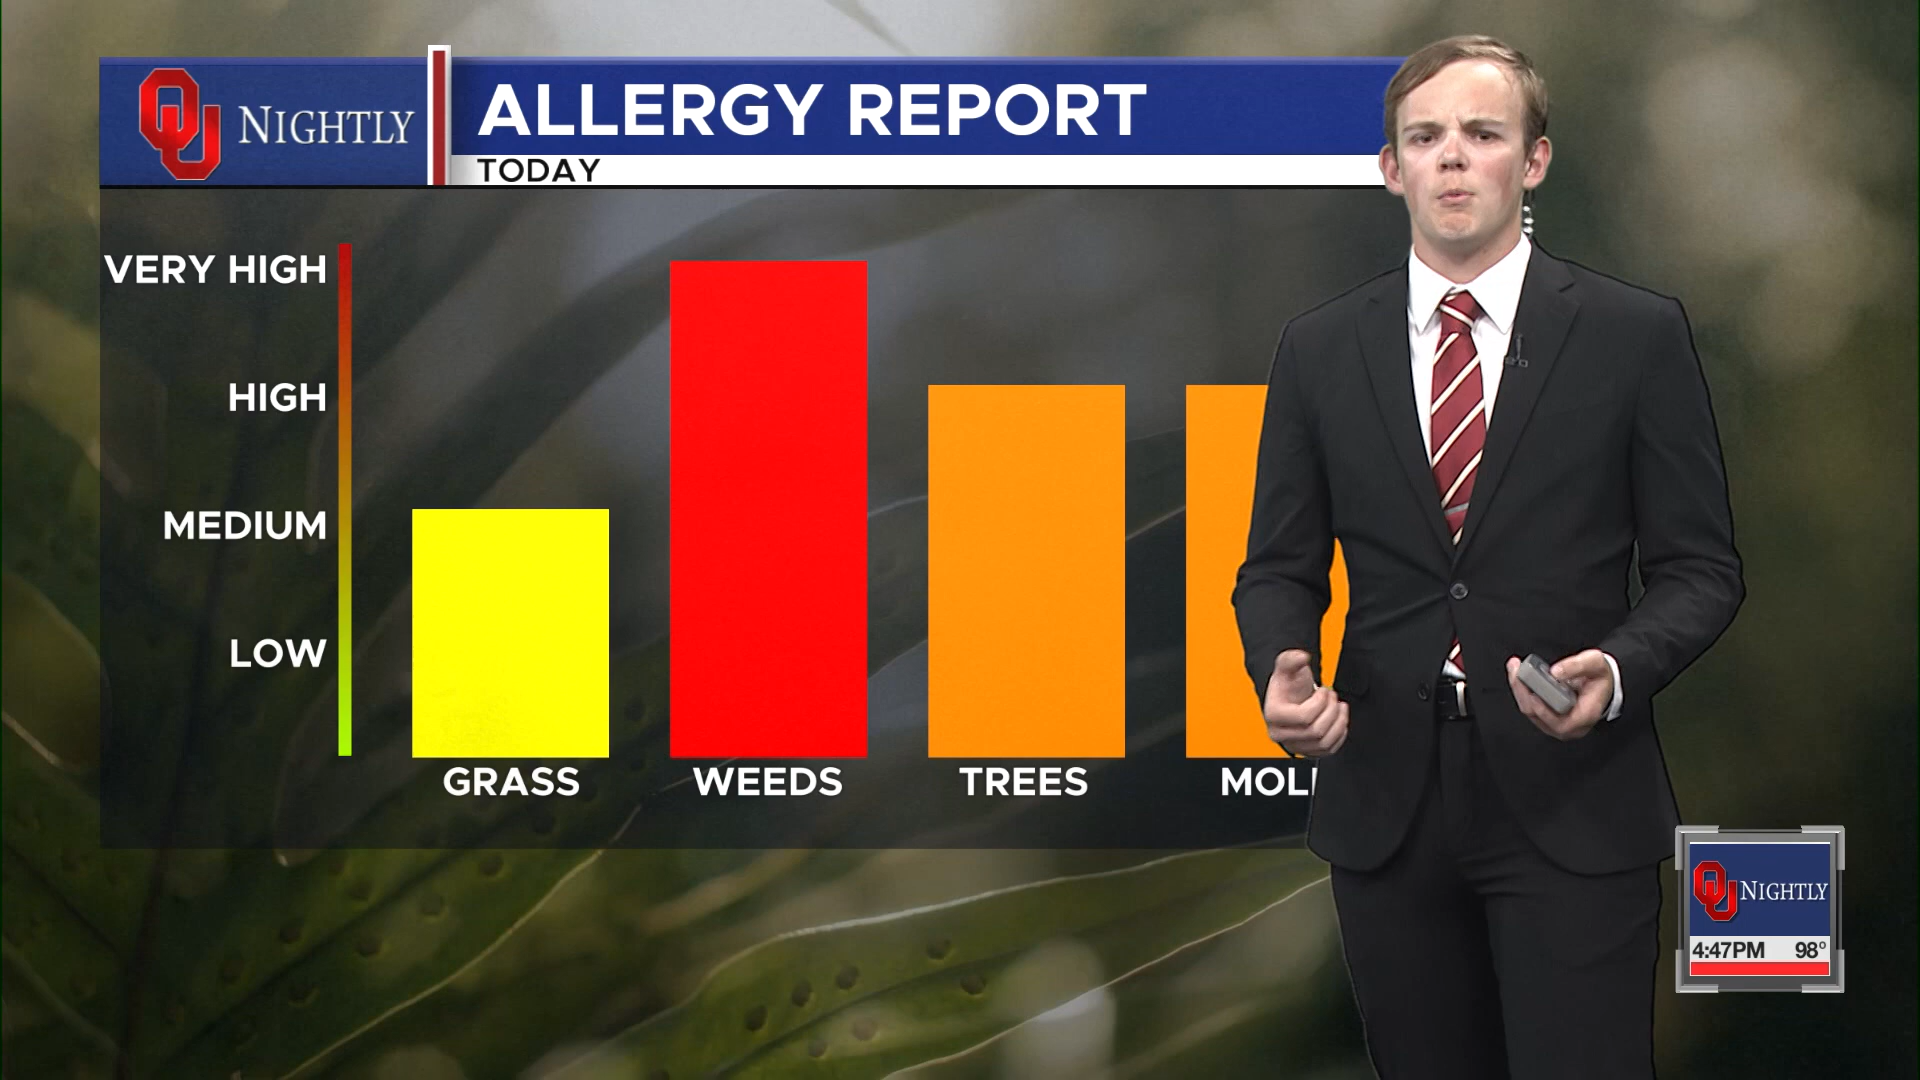 OU NIGHTLY
ALLERGY REPORT
TODAY
VERY HIGH
HIGH
MEDIUM
LOW
GRASS
WEEDS
TREES
MOL
OU NIGHTLY
4:47PM 98°